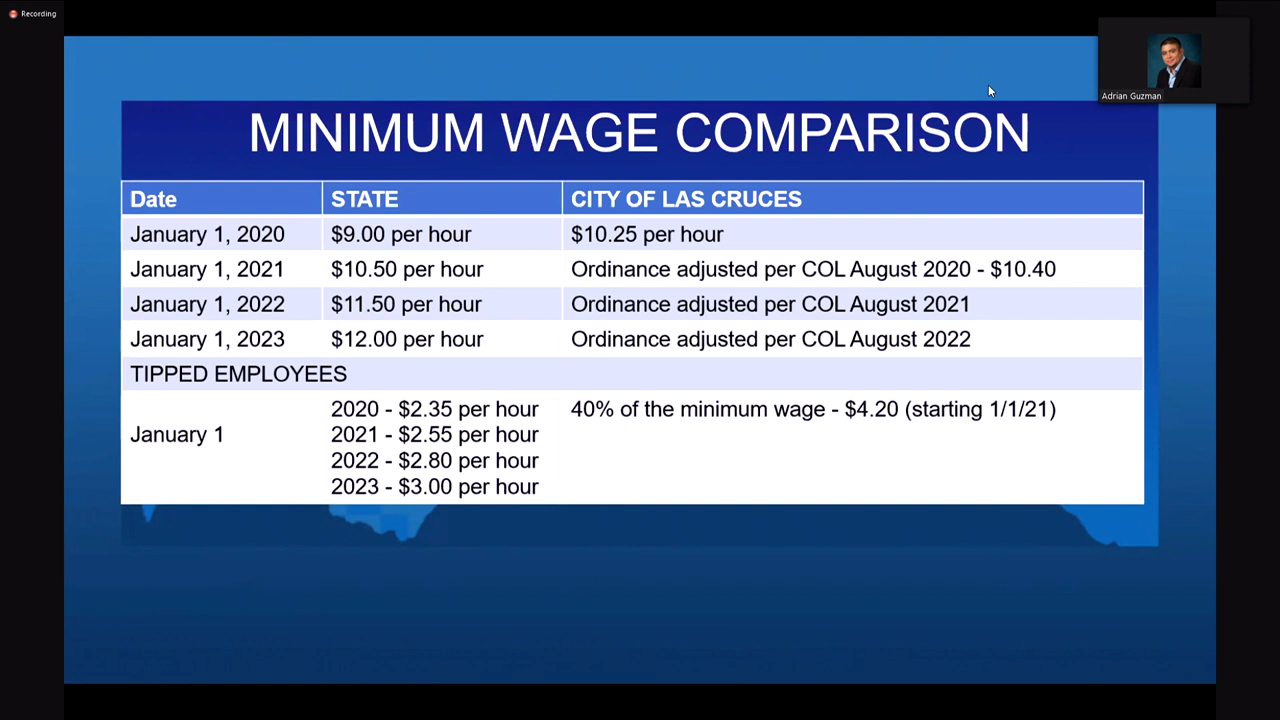 Recording
Adrian Guzman
MINIMUM WAGE COMPARISON
Date STATE CITY OF LAS CRUCES
January 1, 2020 $9.00 per hour $10.25 per hour
January 1, 2021 $10.50 per hour Ordinance adjusted per COL August 2020 - $10.40
January 1, 2022 $11.50 per hour Ordinance adjusted per COL August 2021
January 1, 2023 $12.00 per hour Ordinance adjusted per COL August 2022
TIPPED EMPLOYEES
January 1
2020 - $2.35 per hour
2021 - $2.55 per hour
2022 - $2.80 per hour
2023 - $3.00 per hour
40% of the minimum wage - $4.20 (starting 1/1/21)